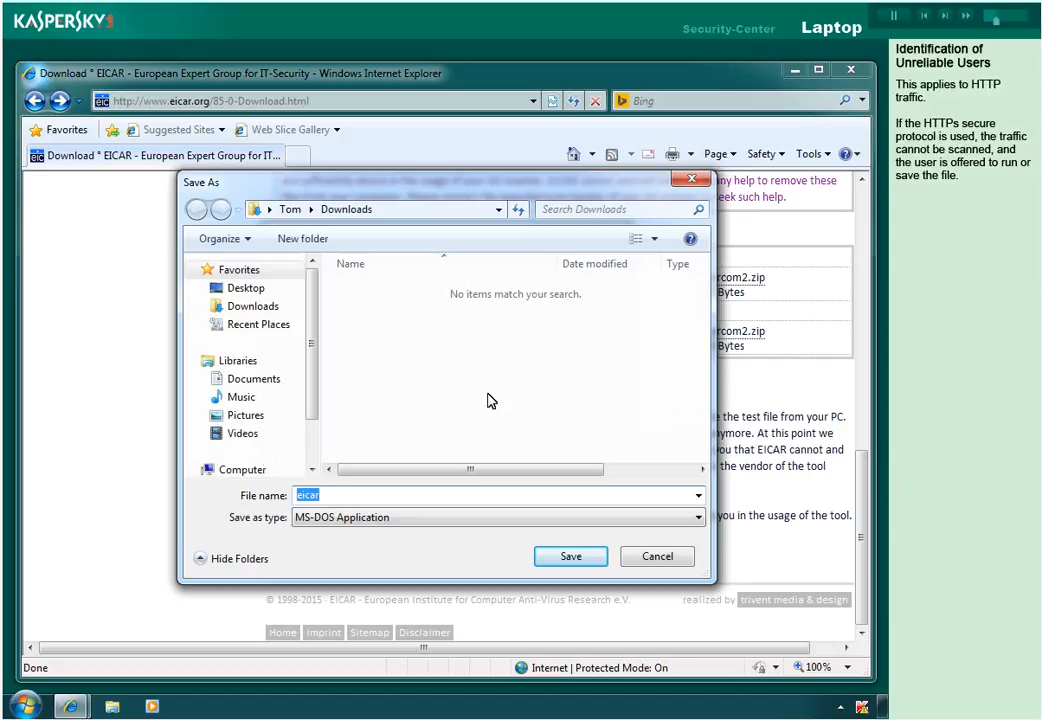 KASPERSKY
Security-Center
Laptop
Identification of
Unreliable Users
This applies to HTTP
traffic.
If the HTTPs secure
protocol is used, the traffic
cannot be scanned, and
the user is offered to run or
save the file.
Download ° EICAR - European Expert Group for IT-Security - Windows Internet Explorer
http://www.eicar.org/85-0-Download.html
Bing
Favorites
Suggested Sites
Web Slice Gallery
Download ° EICAR - European Expert Group for IT...
Page
Safety
Tools
any help to remove these
eek such help.
Save As
Tom
Downloads
Search Downloads
Organize
New folder
Name
Date modified
Type
No items match your search.
Favorites
Desktop
Downloads
Recent Places
Libraries
Documents
Music
Pictures
Videos
Computer
rcom2.zip
Bytes
rcom2.zip
Bytes
e the test file from your PC.
nymore. At this point we
you that EICAR cannot and
the vendor of the tool
you in the usage of the tool.
File name:
eicar
Save as type:
MS-DOS Application
Hide Folders
Save
Cancel
© 1998-2015 - EICAR - European Institute for Computer Anti-Virus Research e.V.
realized by trivent media & design
Home
Imprint
Sitemap
Disclaimer
Done
Internet | Protected Mode: On
100%